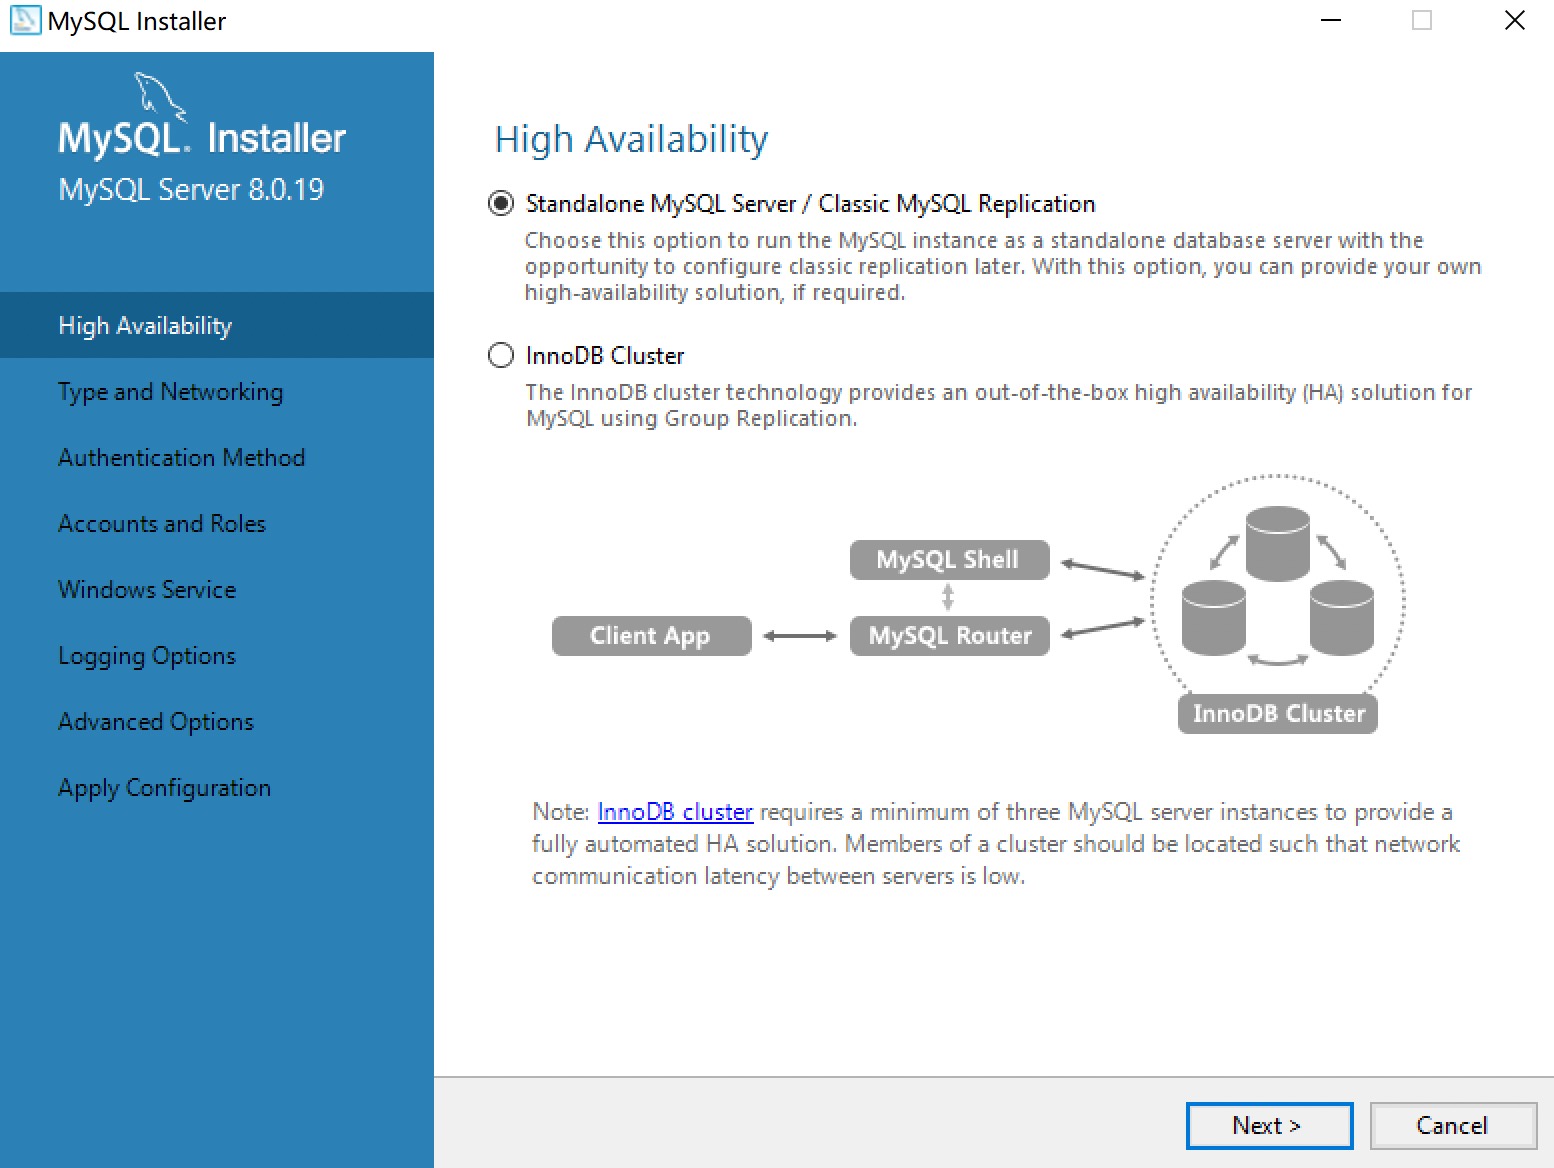 MySQL Installer
MySQL. Installer
MySQL Server 8.0.19
High Availability
Type and Networking
Authentication Method
Accounts and Roles
Windows Service
Logging Options
Advanced Options
Apply Configuration
High Availability
Standalone MySQL Server / Classic MySQL Replication
Choose this option to run the MySQL instance as a standalone database server with the
opportunity to configure classic replication later. With this option, you can provide your own
high-availability solution, if required.
InnoDB Cluster
The InnoDB cluster technology provides an out-of-the-box high availability (HA) solution for
MySQL using Group Replication.
MySQL Shell
Client App
MySQL Router
InnoDB Cluster
Note: InnoDB cluster requires a minimum of three MySQL server instances to provide a
fully automated HA solution. Members of a cluster should be located such that network
communication latency between servers is low.
Next >
Cancel